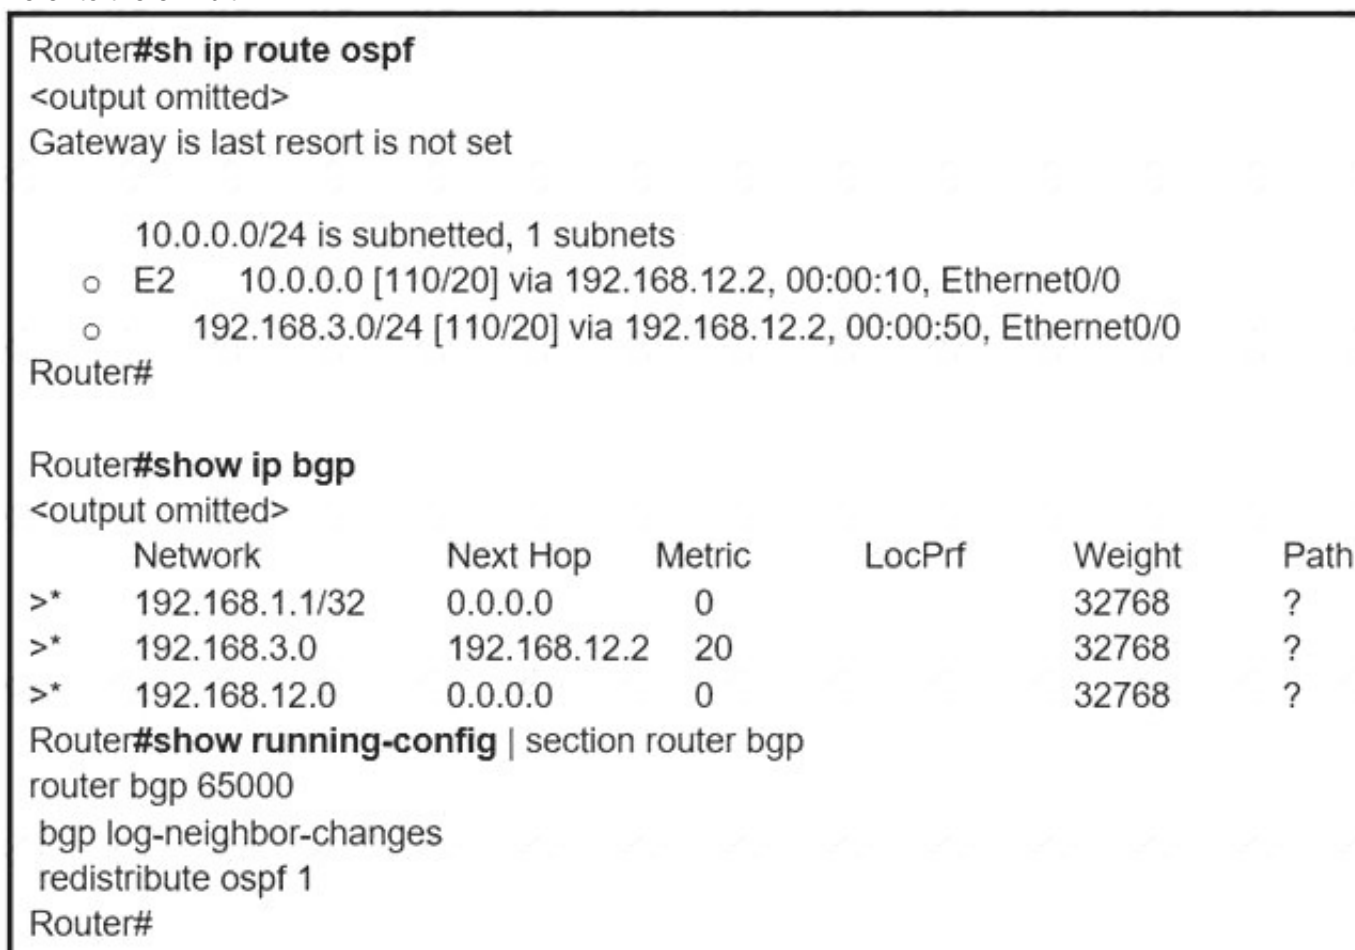 Router#sh ip route ospf
<output omitted>
Gateway is last resort is not set
10.0.0.0/24 is subnetted, 1 subnets
o E2 10.0.0.0 [110/20] via 192.168.12.2, 00:00:10, Ethernet0/0
o 192.168.3.0/24 [110/20] via 192.168.12.2, 00:00:50, Ethernet0/0
Router#
Router#show ip bgp
<output omitted>
Network Next Hop Metric LocPrf Weight Path
>* 192.168.1.1/32 0.0.0.0 0 32768 ?
>* 192.168.3.0 192.168.12.2 20 32768 ?
>* 192.168.12.0 0.0.0.0 0 32768 ?
Router#show running-config | section router bgp
router bgp 65000
bgp log-neighbor-changes
redistribute ospf 1
Router#